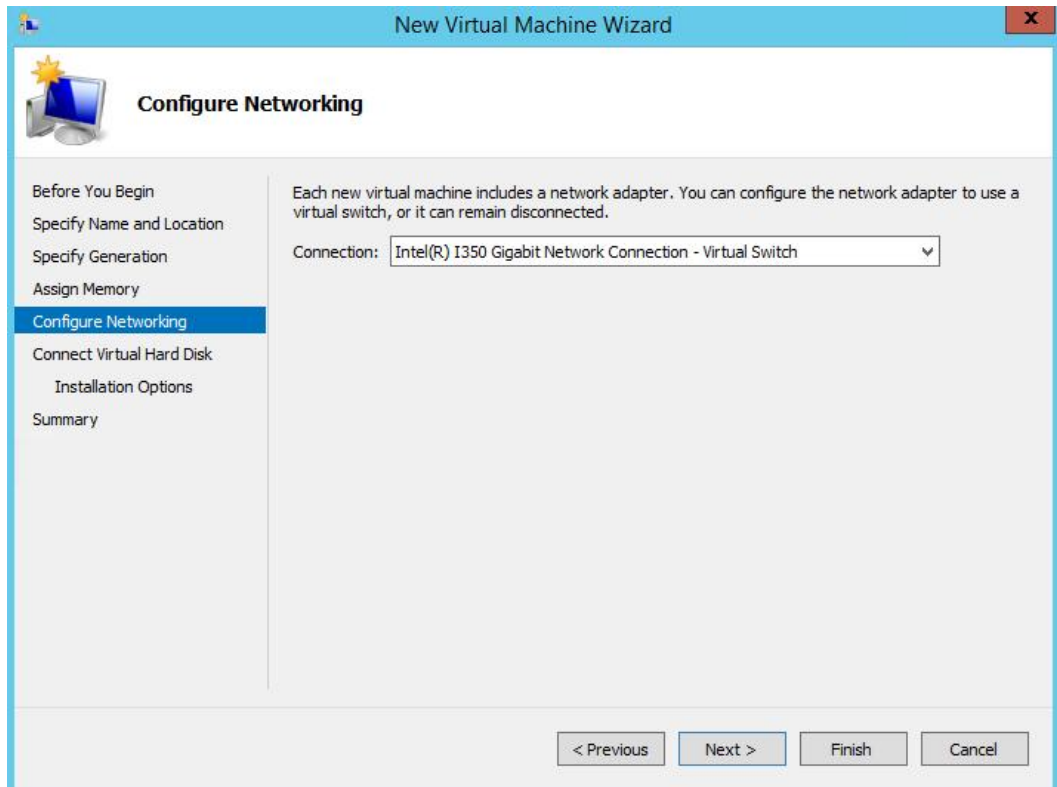 New Virtual Machine Wizard
x
Configure Networking
Before You Begin
Specify Name and Location
Specify Generation
Assign Memory
Configure Networking
Connect Virtual Hard Disk
Installation Options
Summary
Each new virtual machine includes a network adapter. You can configure the network adapter to use a
virtual switch, or it can remain disconnected.
Connection: Intel(R) I350 Gigabit Network Connection - Virtual Switch
< Previous
Next >
Finish
Cancel